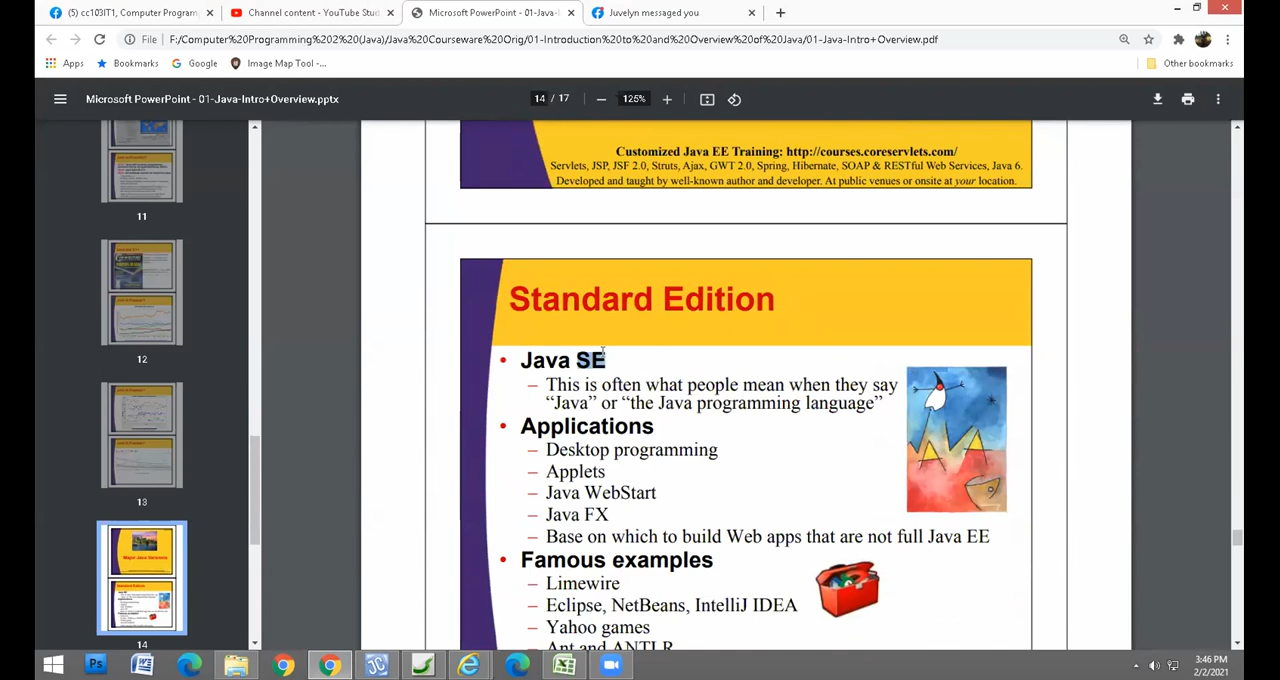 (5) cc103IT1, Computer Program
Channel content - YouTube Stud
Microsoft PowerPoint - 01-Java-I
Juvelyn messaged you
File
F:/Computer%20Programming%202%20(Java)/Java%20Courseware%20Orig/01-Introduction%20to%20and%20Overview%20of%20Java/01-Java-Intro+Overview.pdf
Apps
Bookmarks
Google
Image Map Tool -...
Other bookmarks
Microsoft PowerPoint - 01-Java-Intro+Overview.pptx
14 / 17
125%
11
12
13
14
Customized Java EE Training: http://courses.coreservlets.com/
Servlets, JSP, JSF 2.0, Struts, Ajax, GWT 2.0, Spring, Hibernate, SOAP & RESTful Web Services, Java 6.
Developed and taught by well-known author and developer. At public venues or onsite at your location.
Standard Edition
• Java SE
– This is often what people mean when they say
“Java” or “the Java programming language”
• Applications
– Desktop programming
– Applets
– Java WebStart
– Java FX
– Base on which to build Web apps that are not full Java EE
• Famous examples
– Limewire
– Eclipse, NetBeans, IntelliJ IDEA
– Yahoo games
– Ant and ANTLR
3:46 PM
2/2/2021